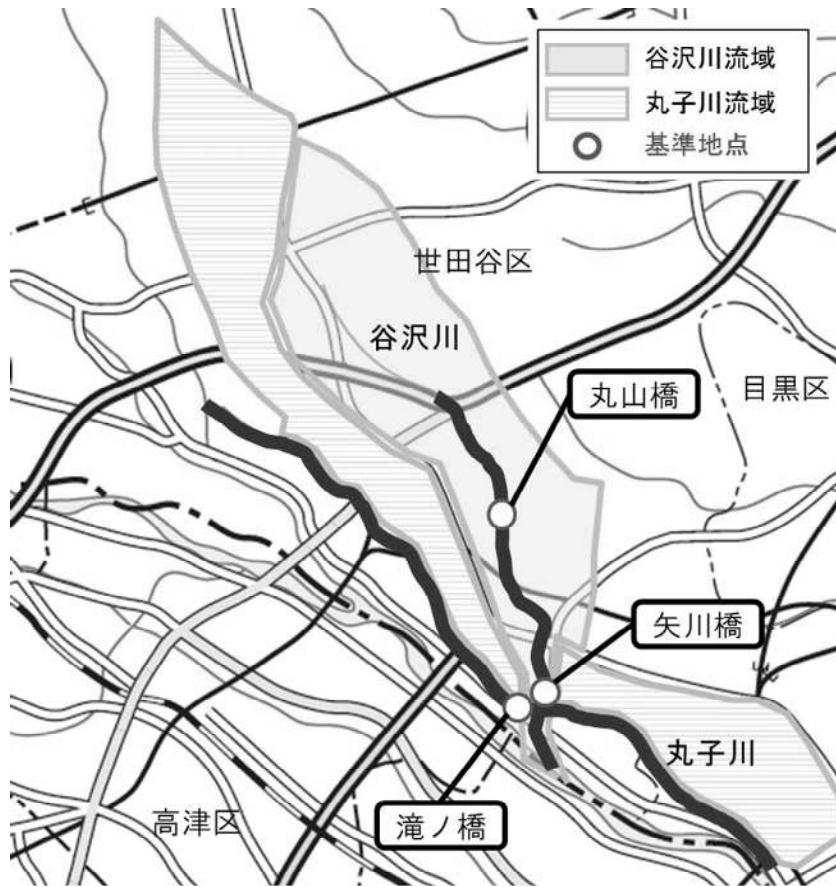 谷沢川流域
丸子川流域
基準地点
世田谷区
谷沢川
目黒区
丸山橋
矢川橋
丸子川
高津区
滝ノ橋